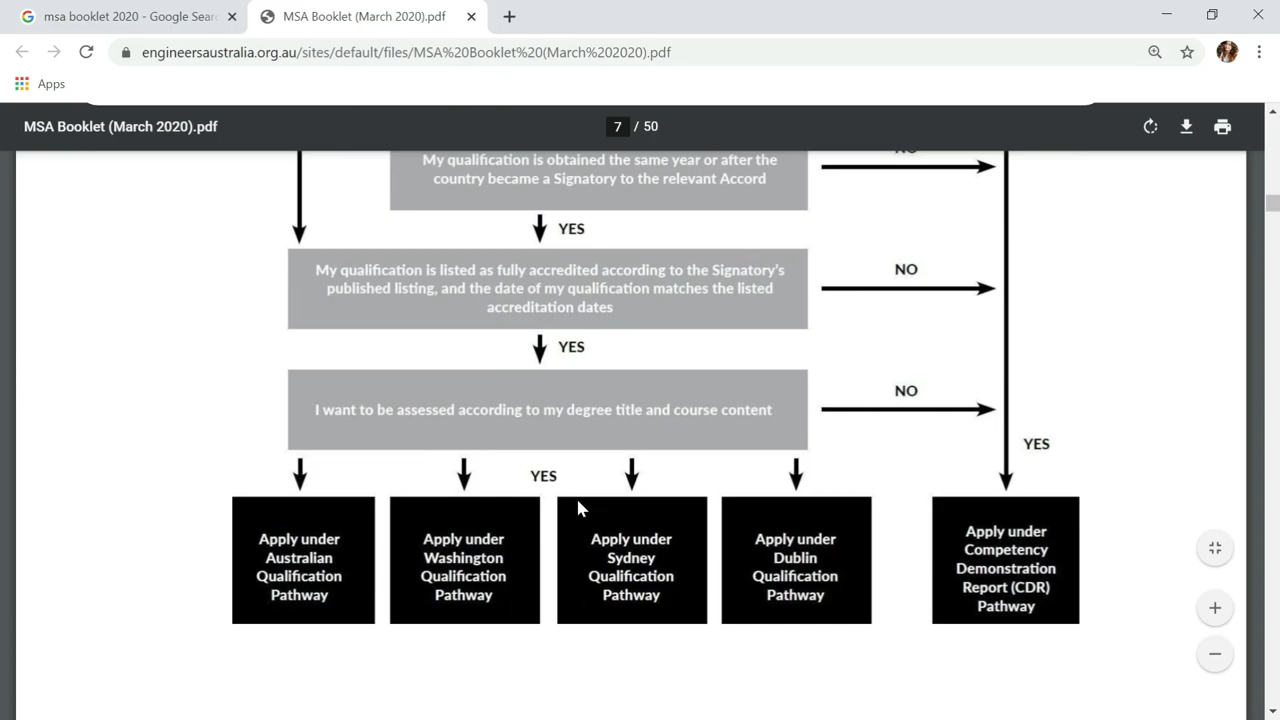 msa booklet 2020 - Google Sear
MSA Booklet (March 2020).pdf
engineersaustralia.org.au/sites/default/files/MSA%20Booklet%20(March%202020).pdf
Apps
MSA Booklet (March 2020).pdf
7 / 50
NO
My qualification is obtained the same year or after the
country became a Signatory to the relevant Accord
YES
My qualification is listed as fully accredited according to the Signatory's
published listing, and the date of my qualification matches the listed
accreditation dates
NO
YES
I want to be assessed according to my degree title and course content
NO
YES
YES
Apply under
Australian
Qualification
Pathway
Apply under
Washington
Qualification
Pathway
Apply under
Sydney
Qualification
Pathway
Apply under
Dublin
Qualification
Pathway
Apply under
Competency
Demonstration
Report (CDR)
Pathway